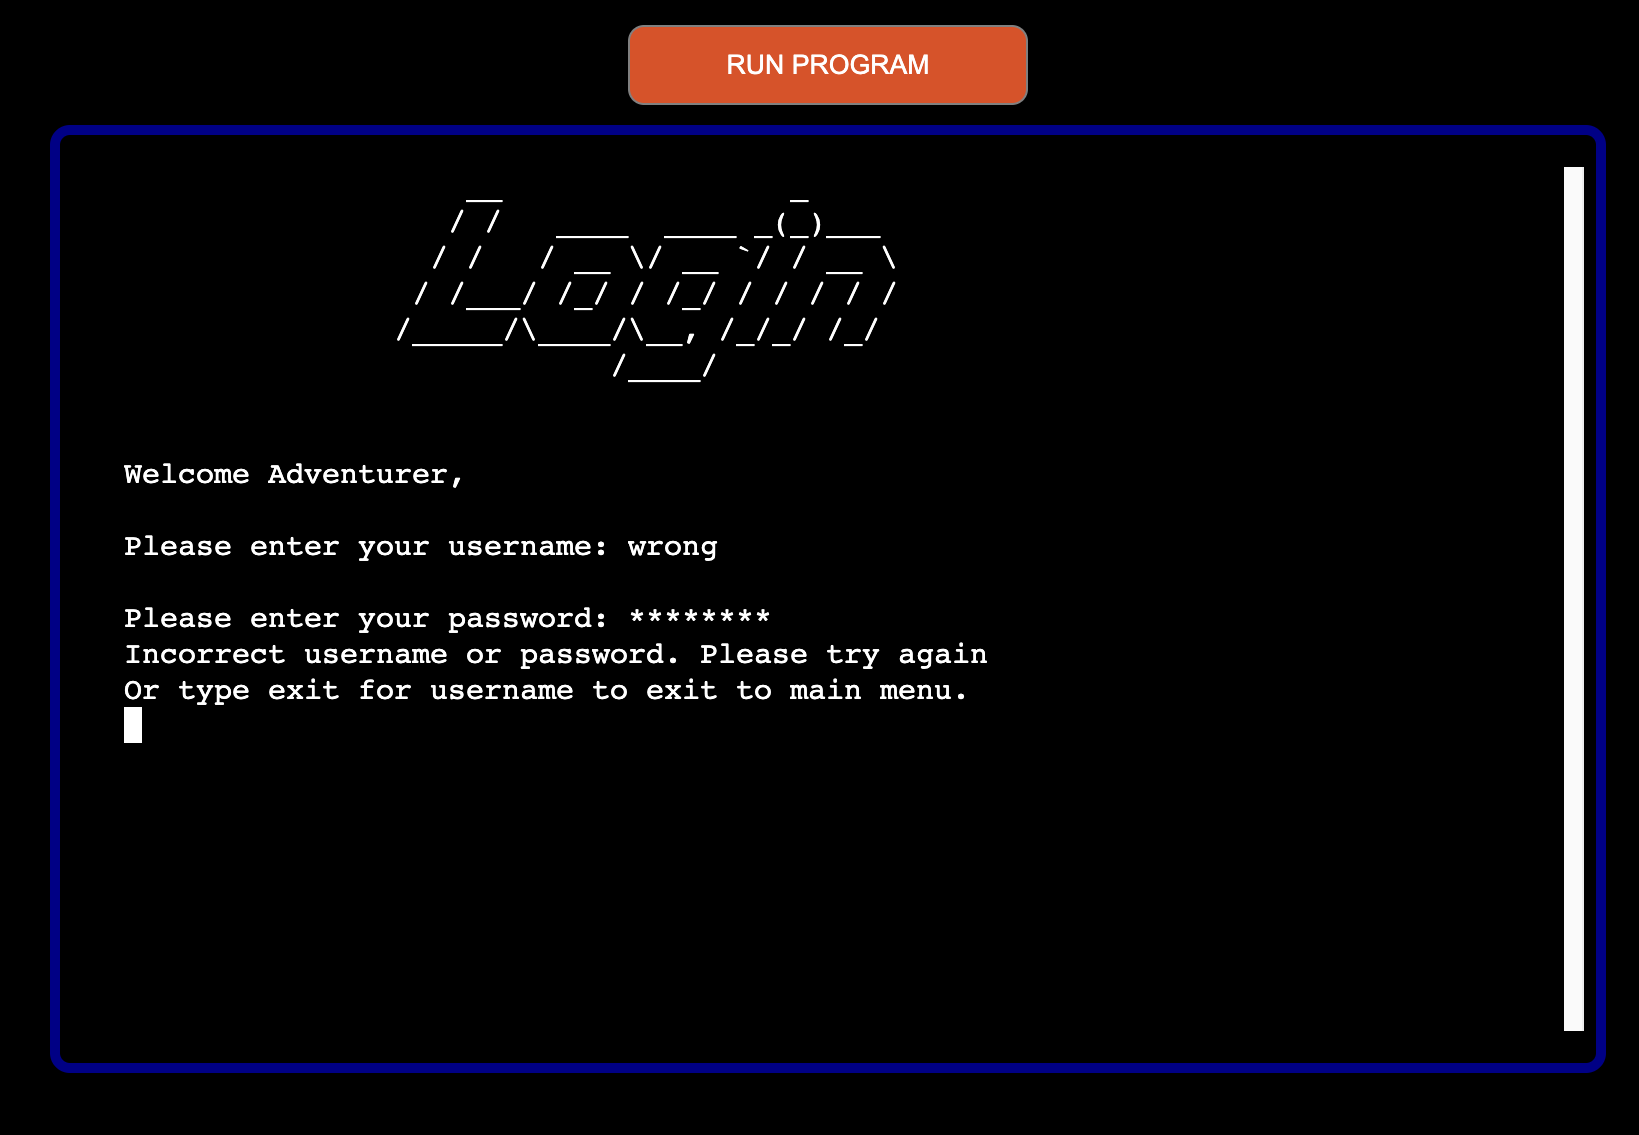 RUN PROGRAM
Login
Welcome Adventurer,
Please enter your username: wrong
Please enter your password: ********
Incorrect username or password. Please try again
Or type exit for username to exit to main menu.